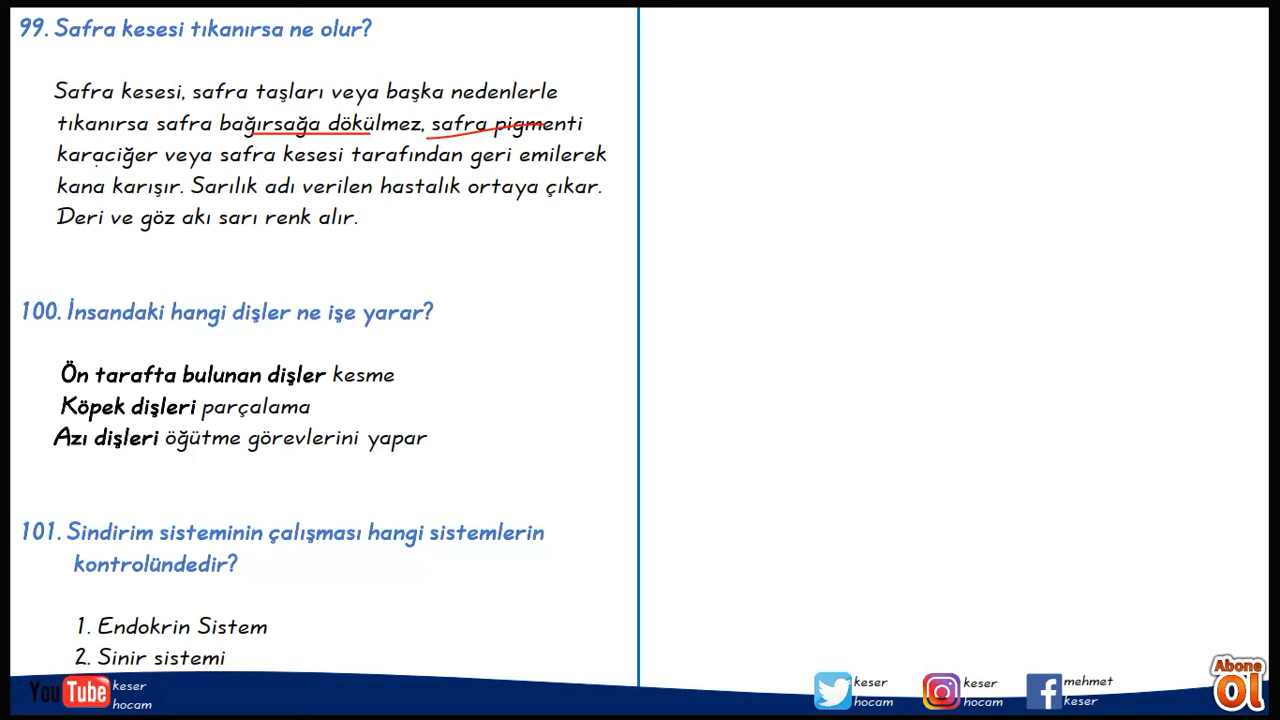 99. Safra kesesi tıkanırsa ne olur?
Safra kesesi, safra taşları veya başka nedenlerle
tıkanırsa safra bağırsağa dökülmez, safra pigmenti
karaciğer veya safra kesesi tarafından geri emilerek
kana karışır. Sarılık adı verilen hastalık ortaya çıkar.
Deri ve göz akı sarı renk alır.
100. İnsandaki hangi dişler ne işe yarar?
Ön tarafta bulunan dişler kesme
Köpek dişleri parçalama
Azı dişleri öğütme görevlerini yapar
101. Sindirim sisteminin çalışması hangi sistemlerin
kontrolündedir?
1. Endokrin Sistem
2. Sinir sistemi
YouTube keser
hocam
keser
hocam
keser
hocam
mehmet
keser
Abone
ol